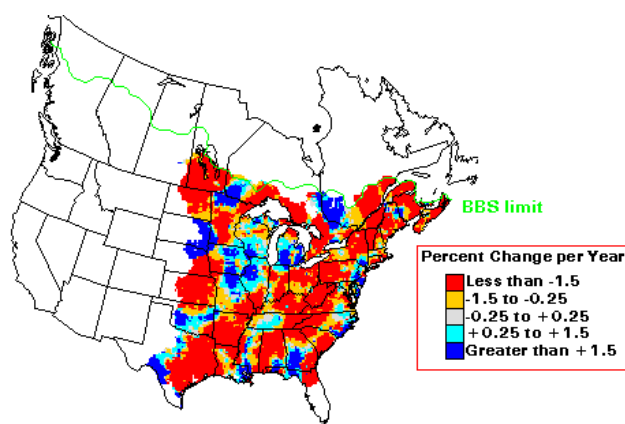 BBS limit
Percent Change per Year
Less than -1.5
-1.5 to -0.25
-0.25 to +0.25
+0.25 to +1.5
Greater than +1.5